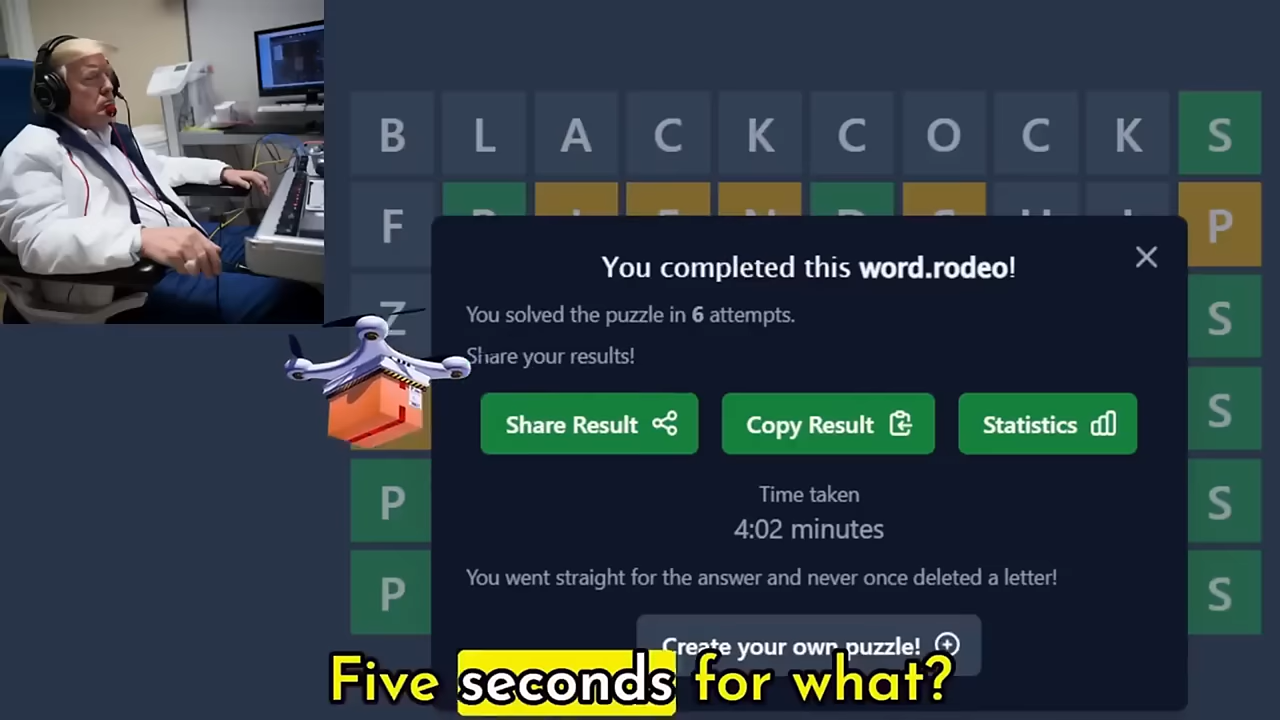 B L A C K C O C K S
F R I E N D S H I P
You completed this word.rodeo!
You solved the puzzle in 6 attempts.
Z S
Share your results!
Share Result Copy Result Statistics
S
Time taken
P S
4:02 minutes
You went straight for the answer and never once deleted a letter!
P S
Create your own puzzle!
Five seconds for what?